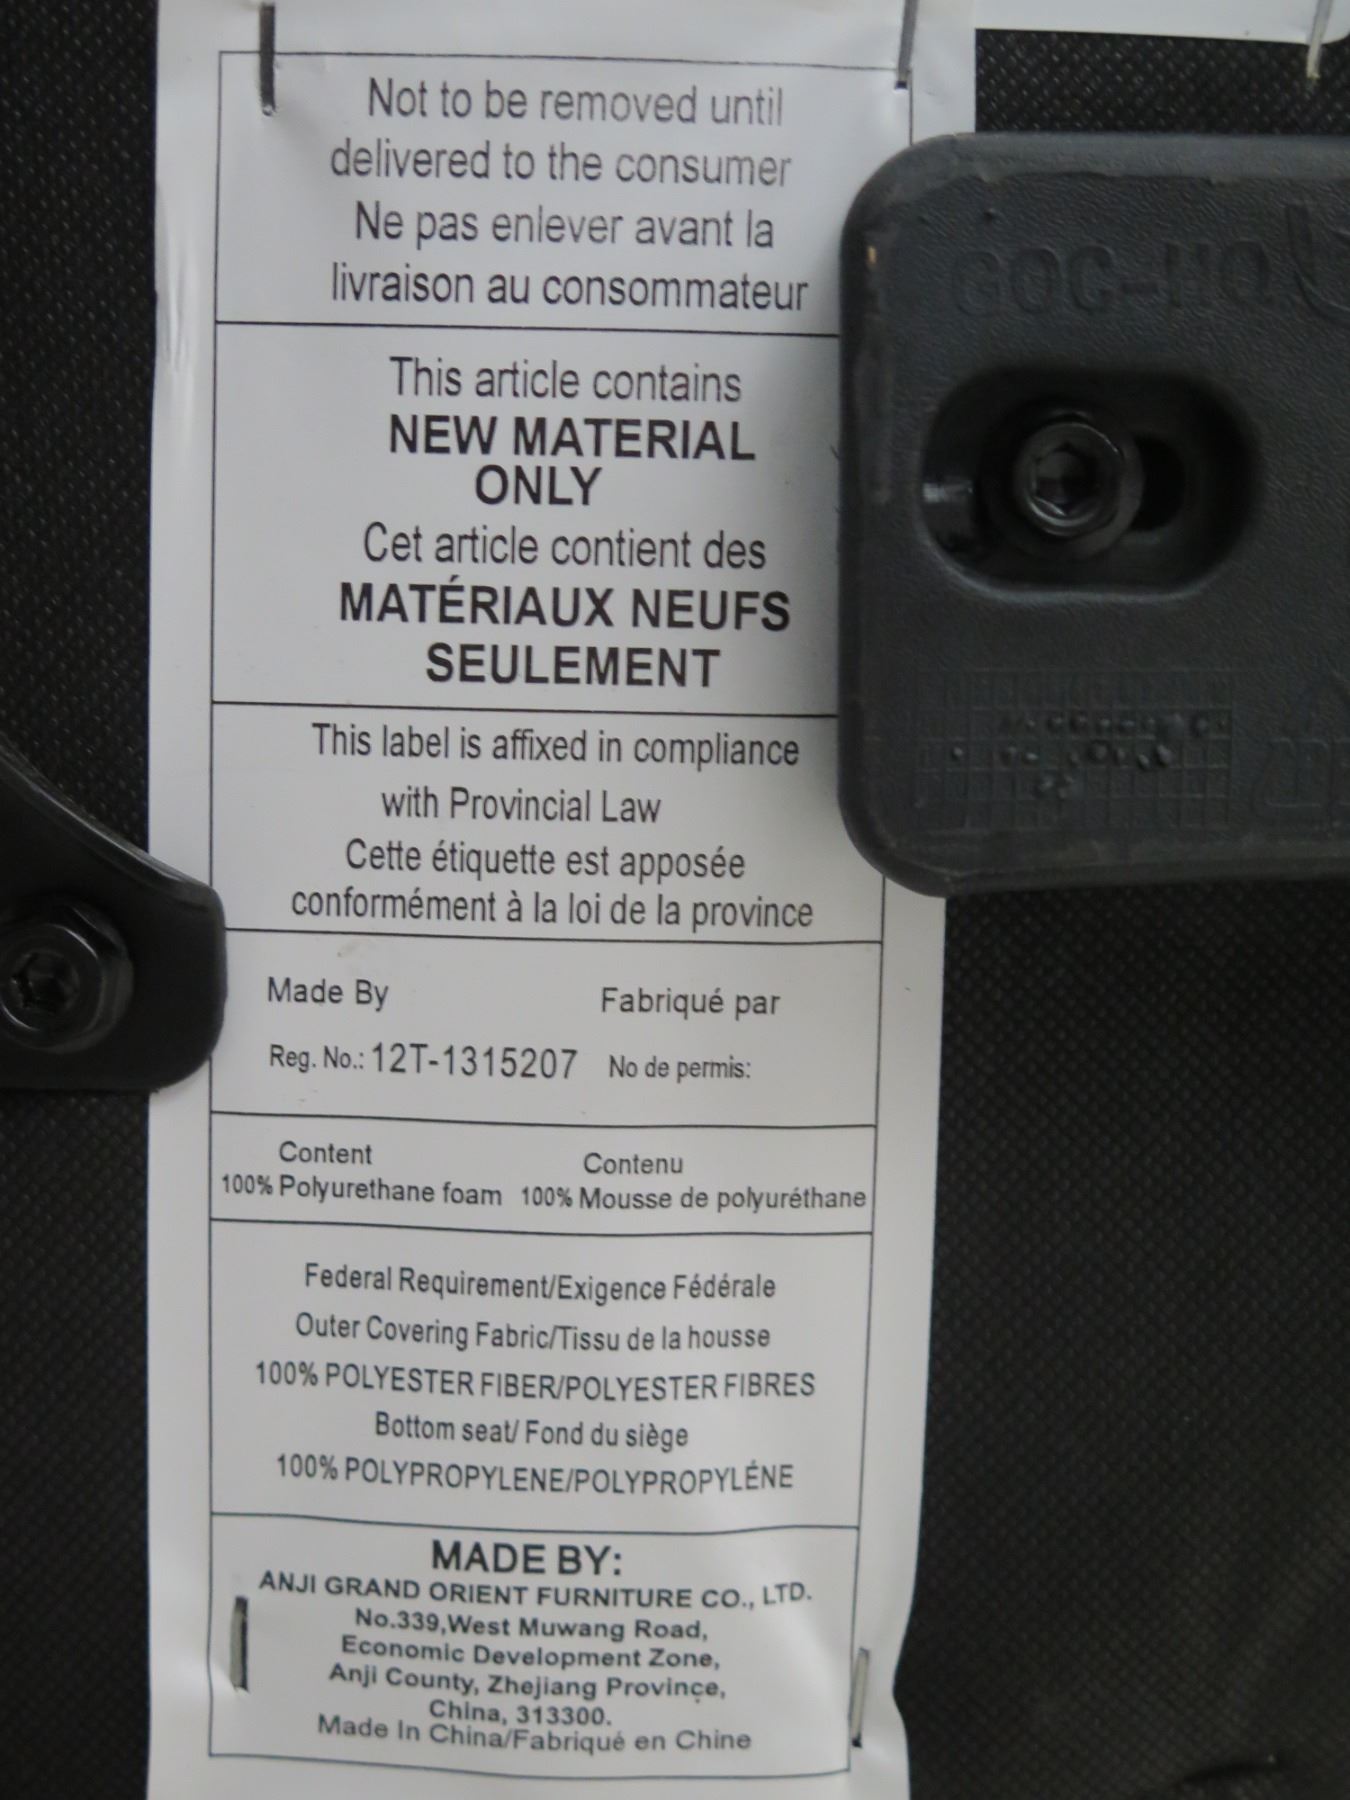 Not to be removed until
delivered to the consumer
Ne pas enlever avant la
livraison au consommateur
This article contains
NEW MATERIAL
ONLY
Cet article contient des
MATÉRIAUX NEUFS
SEULEMENT
This label is affixed in compliance
with Provincial Law
Cette étiquette est apposée
conformément à la loi de la province
Made By Fabriqué par
Reg. No.: 12T-1315207 No de permis:
Content Contenu
100% Polyurethane foam 100% Mousse de polyuréthane
Federal Requirement/Exigence Fédérale
Outer Covering Fabric/Tissu de la housse
100% POLYESTER FIBER/POLYESTER FIBRES
Bottom seat/ Fond du siège
100% POLYPROPYLENE/POLYPROPYLÉNE
MADE BY:
ANJI GRAND ORIENT FURNITURE CO., LTD.
No.339,West Muwang Road,
Economic Development Zone,
Anji County, Zhejiang Province,
China, 313300.
Made In China/Fabriqué en Chine